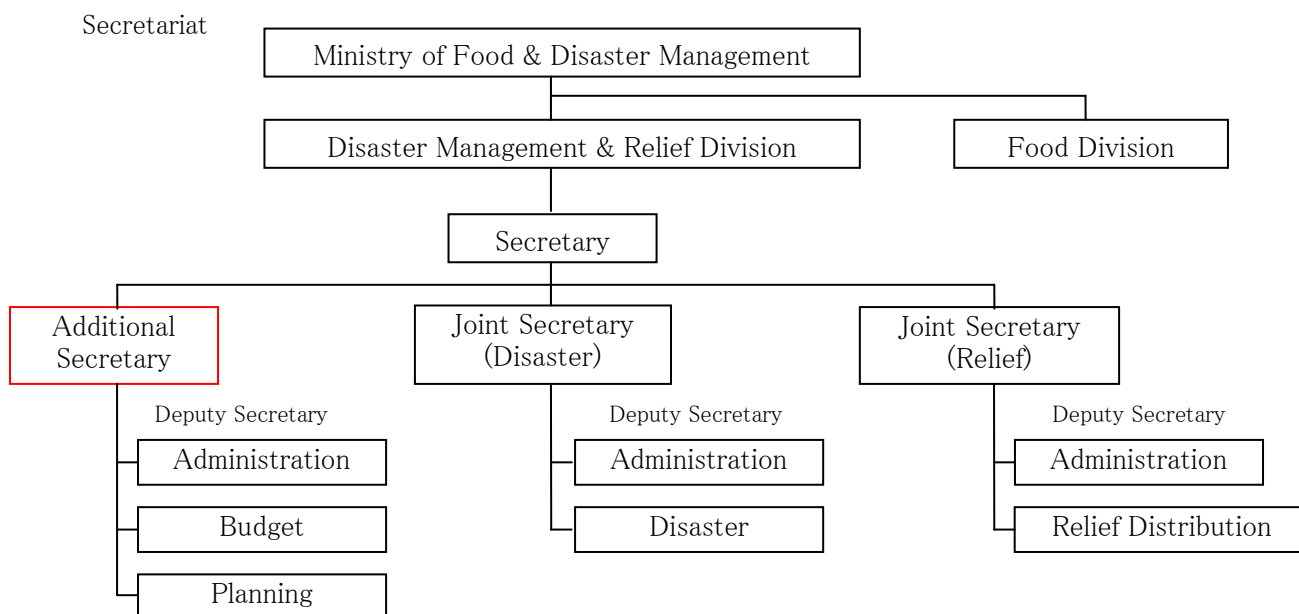 Secretariat
Ministry of Food & Disaster Management
Disaster Management & Relief Division
Food Division
Secretary
Additional
Secretary
Joint Secretary
(Disaster)
Joint Secretary
(Relief)
Deputy Secretary
Administration
Budget
Planning
Deputy Secretary
Administration
Disaster
Deputy Secretary
Administration
Relief Distribution